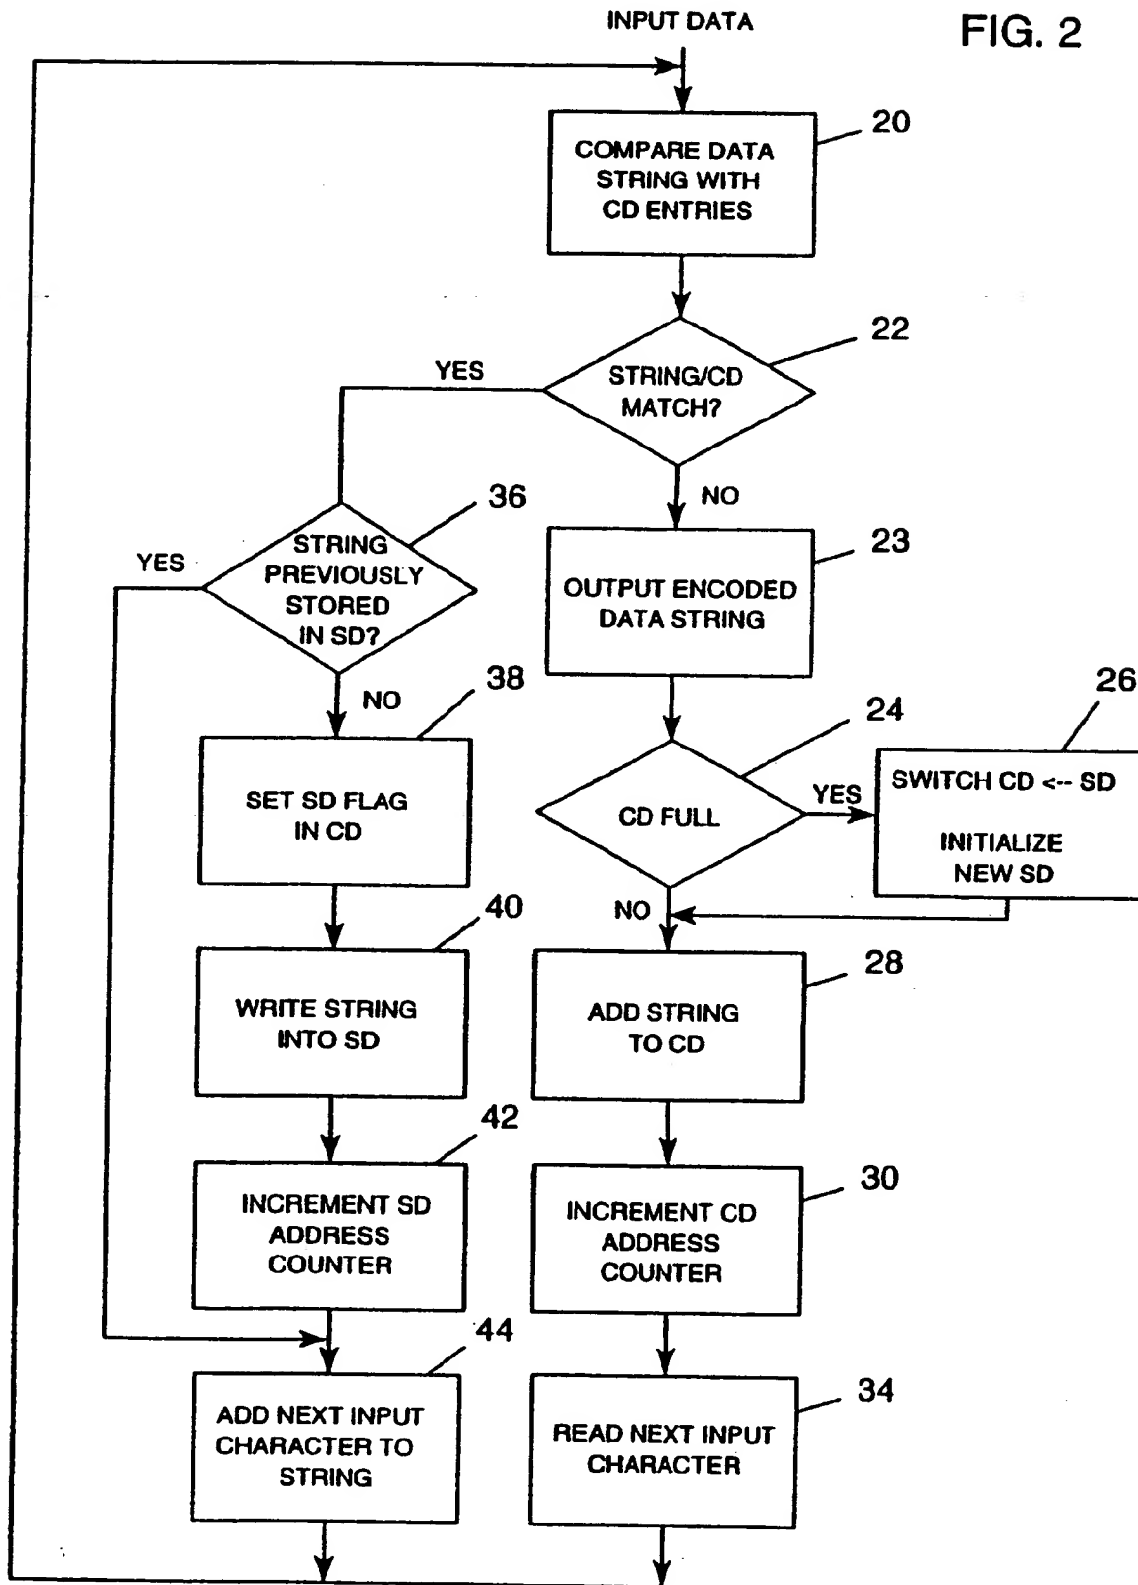 INPUT DATA
FIG. 2
20
COMPARE DATA
STRING WITH
CD ENTRIES
22
STRING/CD
MATCH?
YES
NO
36
STRING
PREVIOUSLY
STORED
IN SD?
YES
NO
23
OUTPUT ENCODED
DATA STRING
38
SET SD FLAG
IN CD
24
CD FULL
YES
NO
26
SWITCH CD <-- SD
INITIALIZE
NEW SD
40
WRITE STRING
INTO SD
28
ADD STRING
TO CD
42
INCREMENT SD
ADDRESS
COUNTER
30
INCREMENT CD
ADDRESS
COUNTER
44
ADD NEXT INPUT
CHARACTER TO
STRING
34
READ NEXT INPUT
CHARACTER